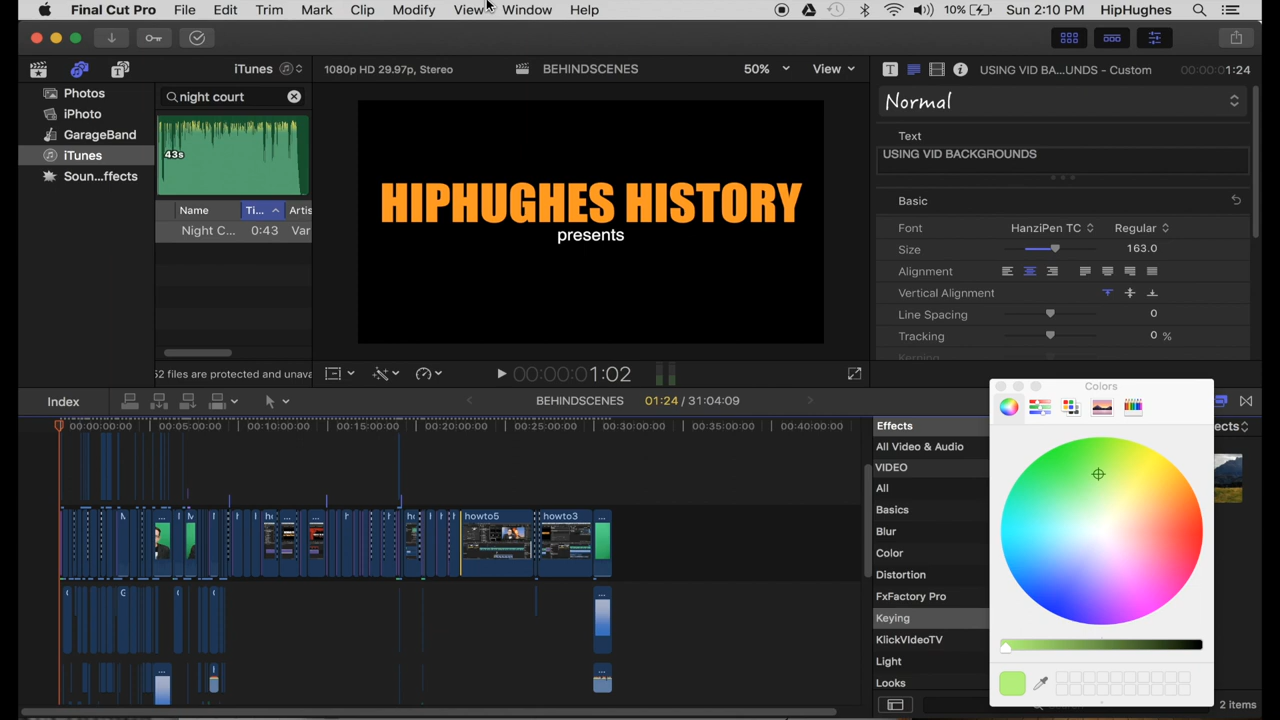 Final Cut Pro File Edit Trim Mark Clip Modify View Window Help 10% Sun 2:10 PM HipHughes
iTunes 1080p HD 29.97p, Stereo BEHINDSCENES 50% View USING VID BA...UNDS - Custom 00:00:01:24
Photos
iPhoto
GarageBand
iTunes
Soun...ffects
night court
43s
Name Ti... Artis
Night C... 0:43 Var
52 files are protected and unava
HIPHUGHES HISTORY
presents
Normal
Text
USING VID BACKGROUNDS
Basic
Font HanziPen TC Regular
Size 163.0
Alignment
Vertical Alignment
Line Spacing 0
Tracking 0 %
Kerning
00:00:00:01:02
Index BEHINDSCENES 01:24 / 31:04:09
00:00:00:00 00:05:00:00 00:10:00:00 00:15:00:00 00:20:00:00 00:25:00:00 00:30:00:00 00:35:00:00 00:40:00:00
howto5 howto3
Effects
All Video & Audio
VIDEO
All
Basics
Blur
Color
Distortion
FxFactory Pro
Keying
KlickVIdeoTV
Light
Looks
Colors
2 items